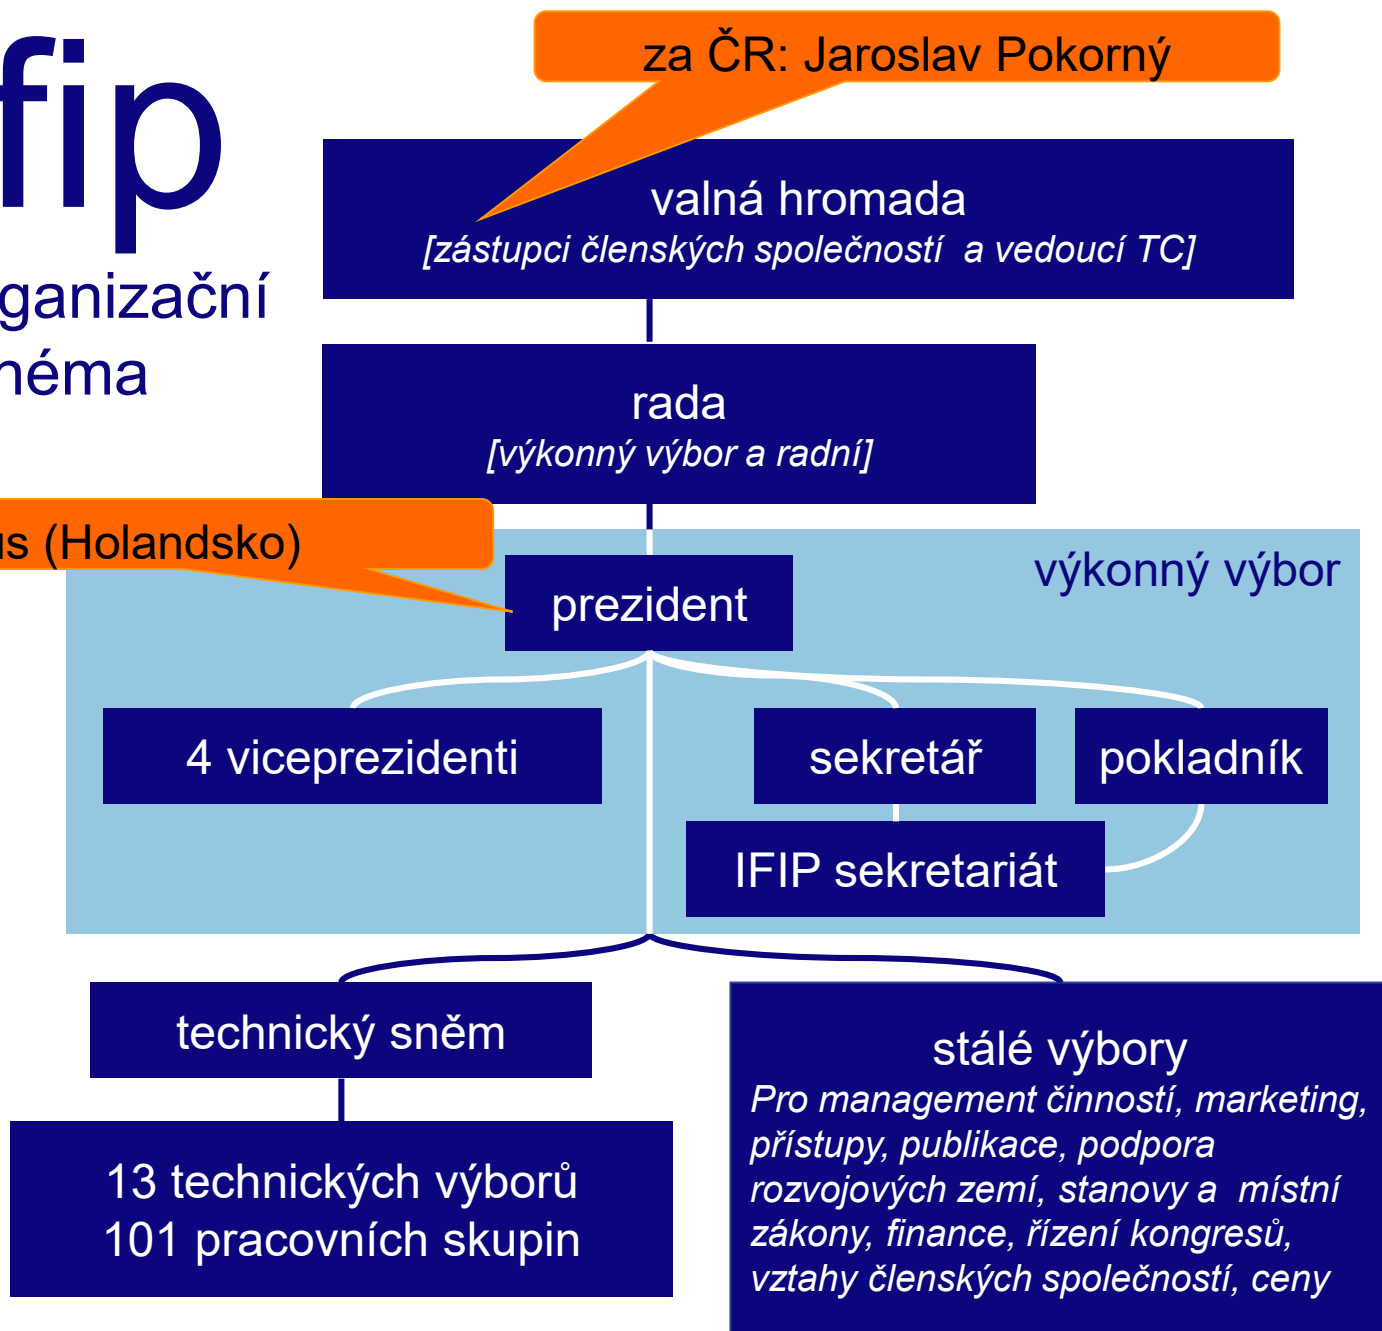 za ČR: Jaroslav Pokorný
fip
valná hromada
[zástupci členských společností a vedoucí TC]
ganizační
néma
rada
[výkonný výbor a radní]
us (Holandsko)
výkonný výbor
prezident
4 viceprezidenti
sekretář
pokladník
IFIP sekretariát
technický sněm
13 technických výborů
101 pracovních skupin
stálé výbory
Pro management činností, marketing,
přístupy, publikace, podpora
rozvojových zemí, stanovy a místní
zákony, finance, řízení kongresů,
vztahy členských společností, ceny